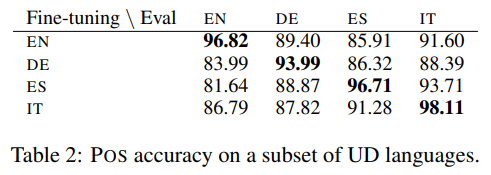 Fine-tuning \ Eval EN DE ES IT
EN 96.82 89.40 85.91 91.60
DE 83.99 93.99 86.32 88.39
ES 81.64 88.87 96.71 93.71
IT 86.79 87.82 91.28 98.11
Table 2: POS accuracy on a subset of UD languages.